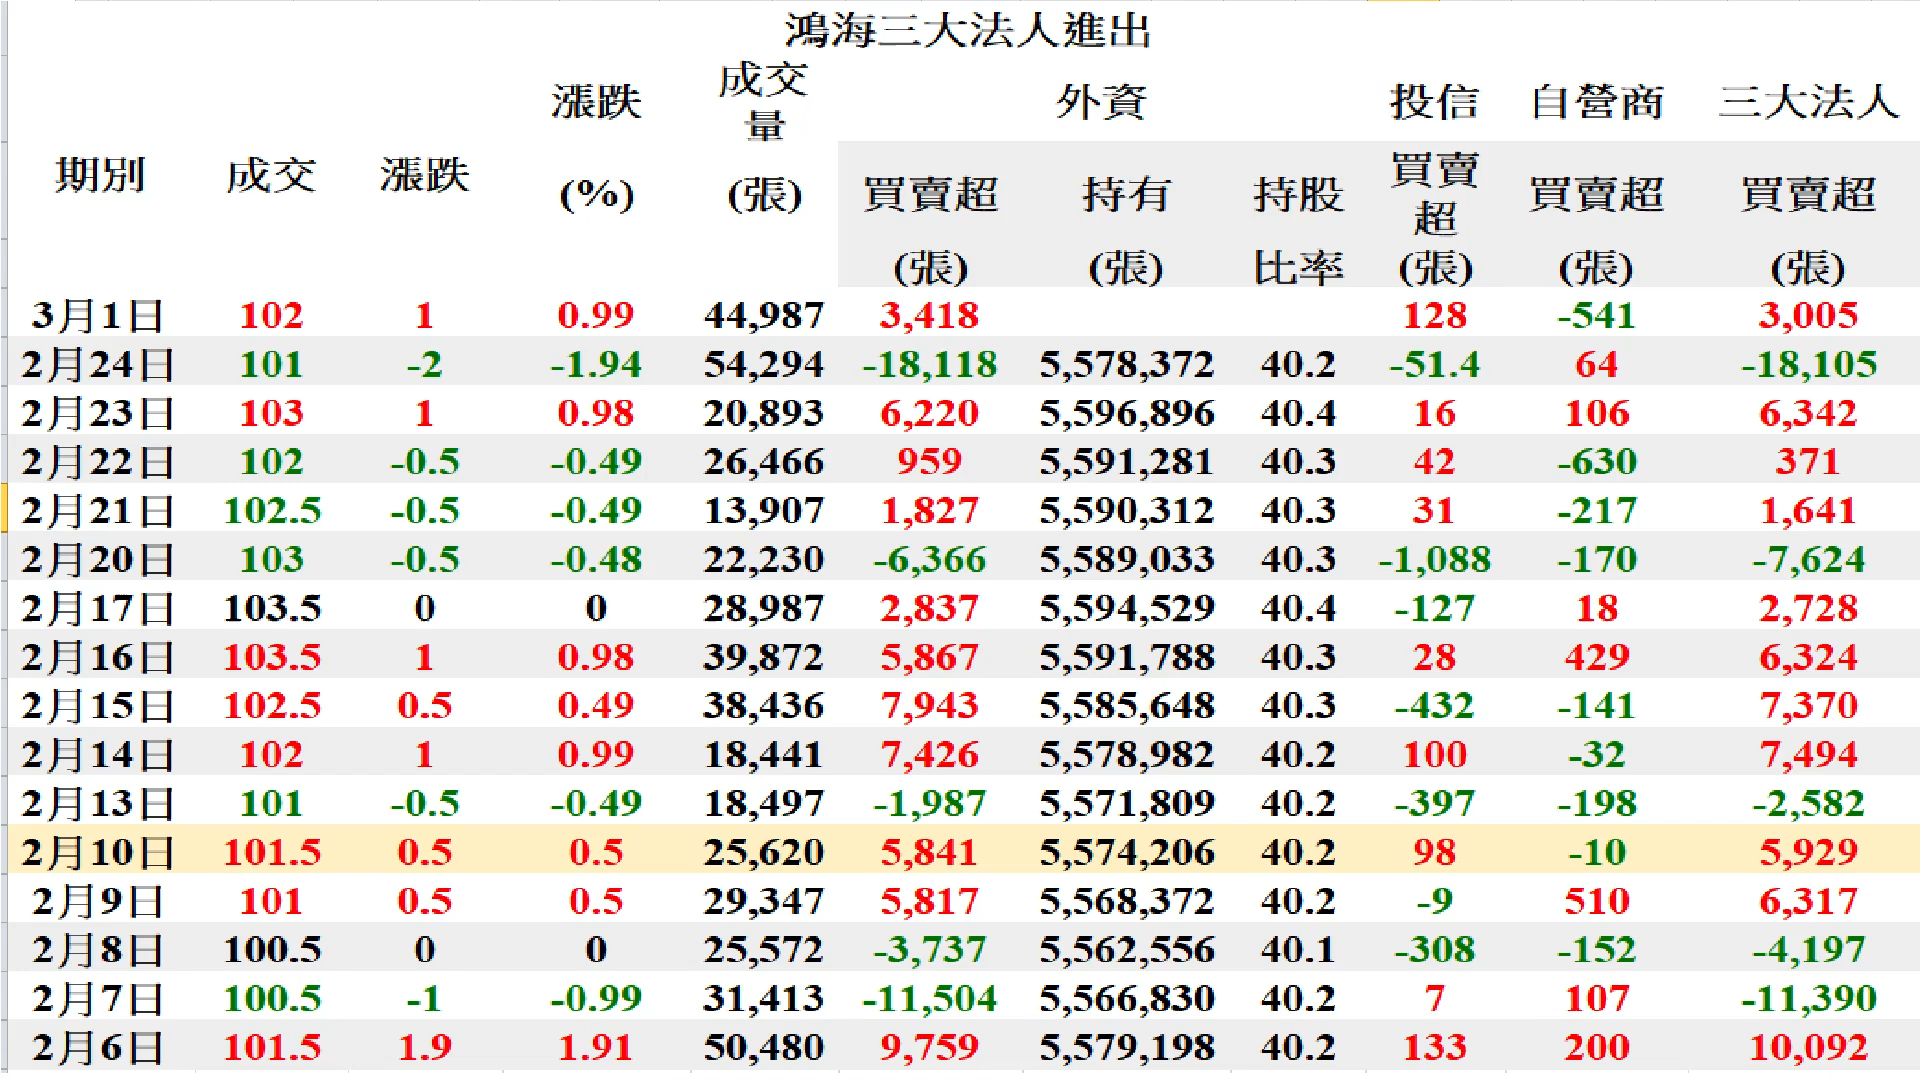 鴻海三大法人進出
期別 成交 漲跌 漲跌 (%) 成交量 (張) 外資 投信 自營商 三大法人
買賣超 (張) 持有 (張) 持股 比率 買賣超 (張) 買賣超 (張) 買賣超 (張)
3月1日 102 1 0.99 44,987 3,418 128 -541 3,005
2月24日 101 -2 -1.94 54,294 -18,118 5,578,372 40.2 -51.4 64 -18,105
2月23日 103 1 0.98 20,893 6,220 5,596,896 40.4 16 106 6,342
2月22日 102 -0.5 -0.49 26,466 959 5,591,281 40.3 42 -630 371
2月21日 102.5 -0.5 -0.49 13,907 1,827 5,590,312 40.3 31 -217 1,641
2月20日 103 -0.5 -0.48 22,230 -6,366 5,589,033 40.3 -1,088 -170 -7,624
2月17日 103.5 0 0 28,987 2,837 5,594,529 40.4 -127 18 2,728
2月16日 103.5 1 0.98 39,872 5,867 5,591,788 40.3 28 429 6,324
2月15日 102.5 0.5 0.49 38,436 7,943 5,585,648 40.3 -432 -141 7,370
2月14日 102 1 0.99 18,441 7,426 5,578,982 40.2 100 -32 7,494
2月13日 101 -0.5 -0.49 18,497 -1,987 5,571,809 40.2 -397 -198 -2,582
2月10日 101.5 0.5 0.5 25,620 5,841 5,574,206 40.2 98 -10 5,929
2月9日 101 0.5 0.5 29,347 5,817 5,568,372 40.2 -9 510 6,317
2月8日 100.5 0 0 25,572 -3,737 5,562,556 40.1 -308 -152 -4,197
2月7日 100.5 -1 -0.99 31,413 -11,504 5,566,830 40.2 7 107 -11,390
2月6日 101.5 1.9 1.91 50,480 9,759 5,579,198 40.2 133 200 10,092